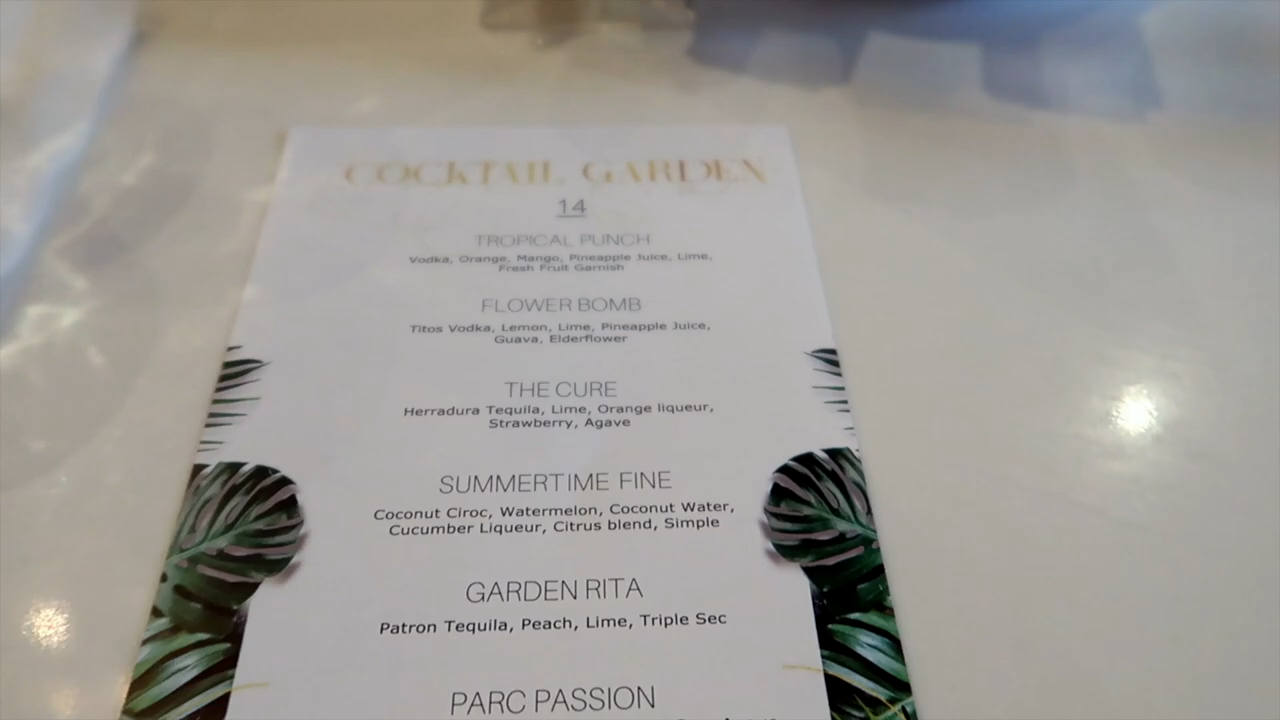 COCKTAIL GARDEN
14
TROPICAL PUNCH
Vodka, Orange, Mango, Pineapple Juice, Lime,
Fresh Fruit Garnish
FLOWER BOMB
Titos Vodka, Lemon, Lime, Pineapple Juice,
Guava, Elderflower
THE CURE
Herradura Tequila, Lime, Orange liqueur,
Strawberry, Agave
SUMMERTIME FINE
Coconut Ciroc, Watermelon, Coconut Water,
Cucumber Liqueur, Citrus blend, Simple
GARDEN RITA
Patron Tequila, Peach, Lime, Triple Sec
PARC PASSION